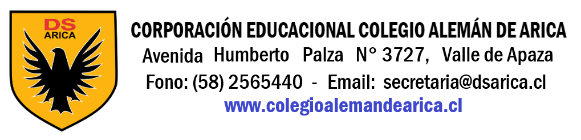 DS
ARICA
CORPORACIÓN EDUCACIONAL COLEGIO ALEMÁN DE ARICA
Avenida Humberto Palza N° 3727, Valle de Apaza
Fono: (58) 2565440 - Email: secretaria@dsarica.cl
www.colegioalemandearica.cl